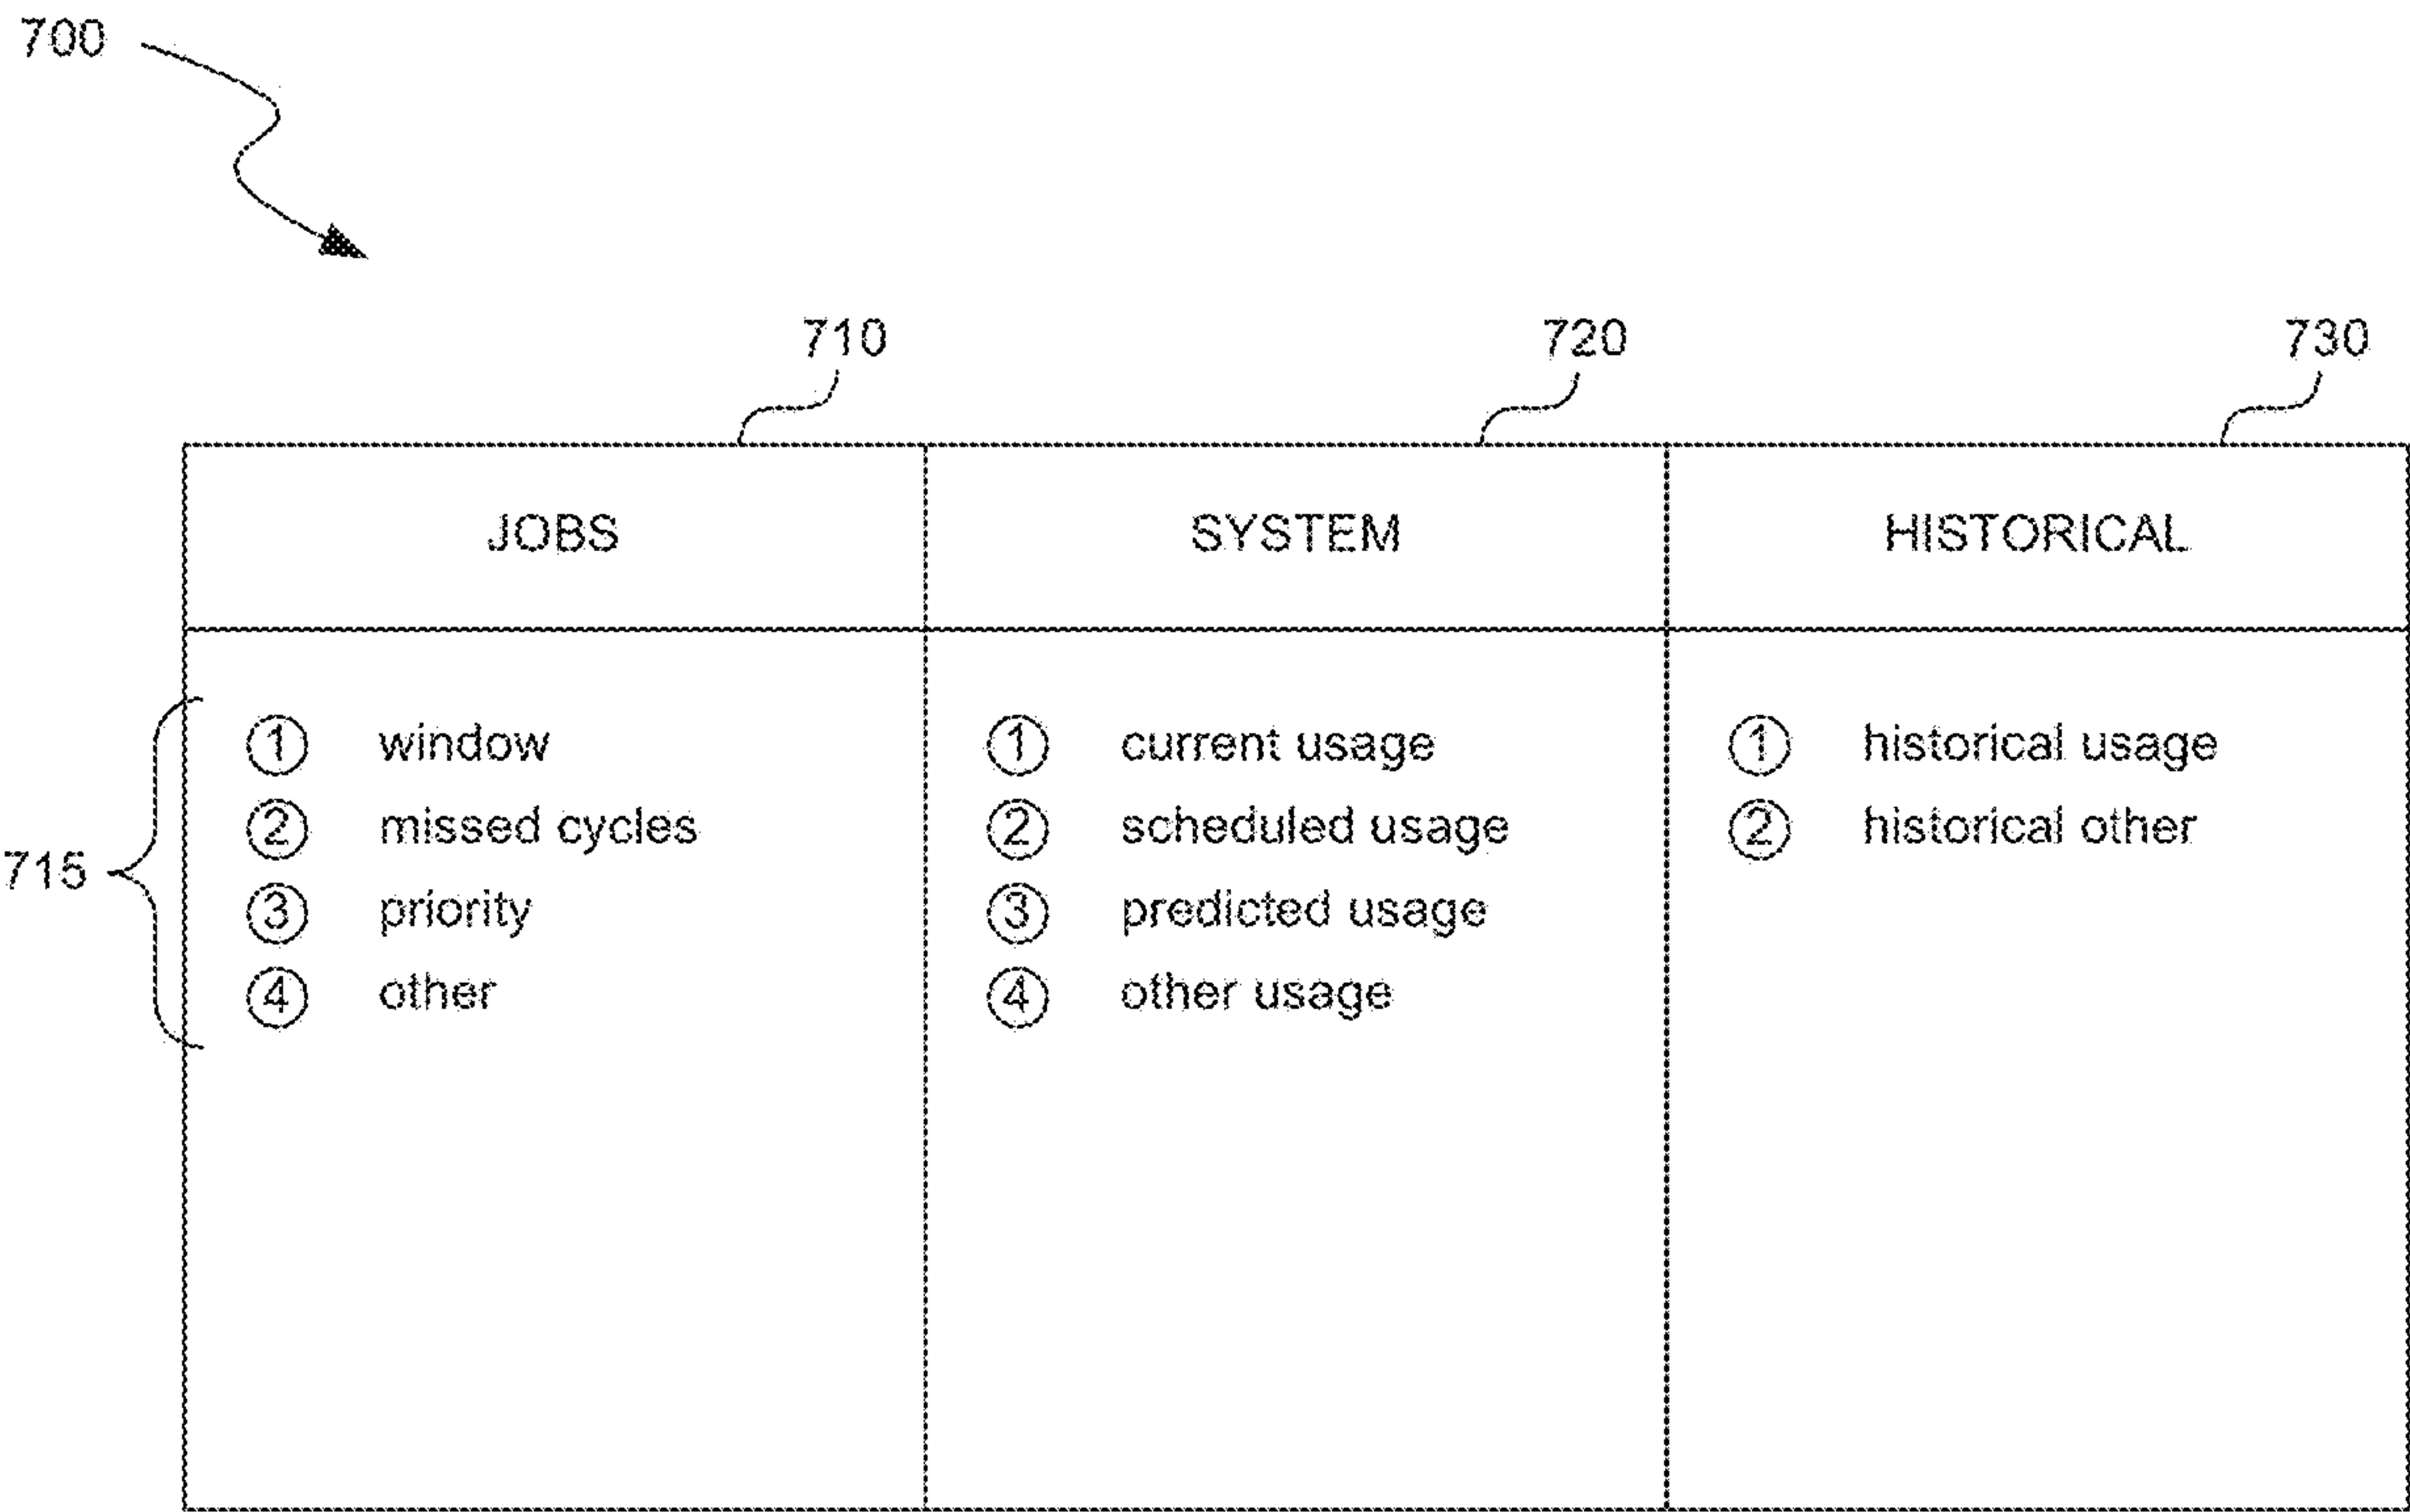 700
710 720 730
JOBS SYSTEM HISTORICAL
① window ① current usage ① historical usage
② missed cycles ② scheduled usage ② historical other
715
③ priority ③ predicted usage
④ other ④ other usage